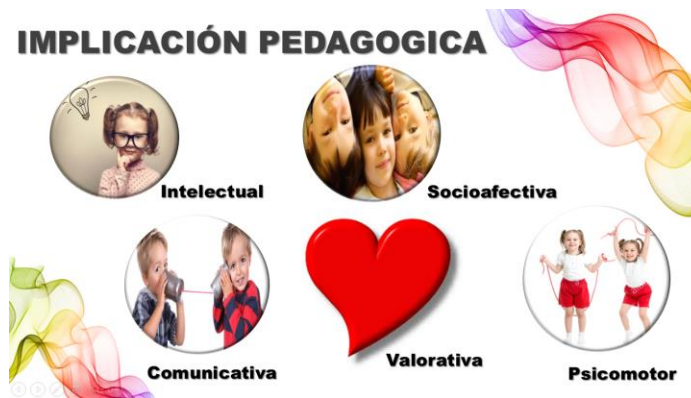 IMPLICACIÓN PEDAGOGICA
Intelectual
Socioafectiva
Comunicativa
Valorativa
Psicomotor